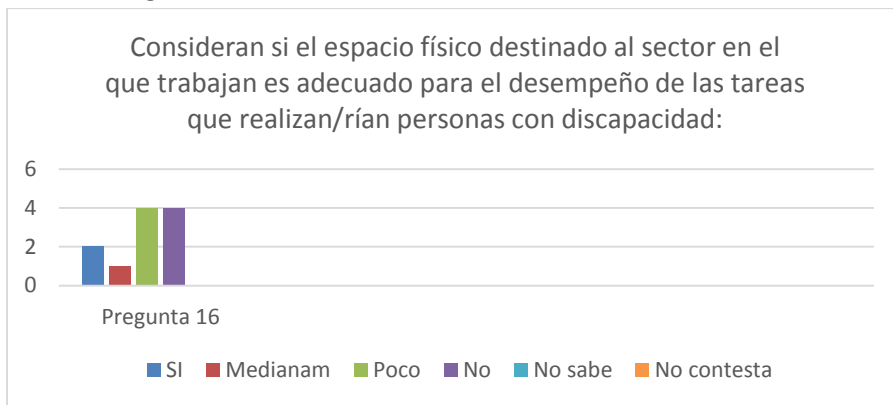 Consideran si el espacio físico destinado al sector en el
que trabajan es adecuado para el desempeño de las tareas
que realizan/rían personas con discapacidad:
6
4
2
0
Pregunta 16
SI Medianam Poco No No sabe No contesta